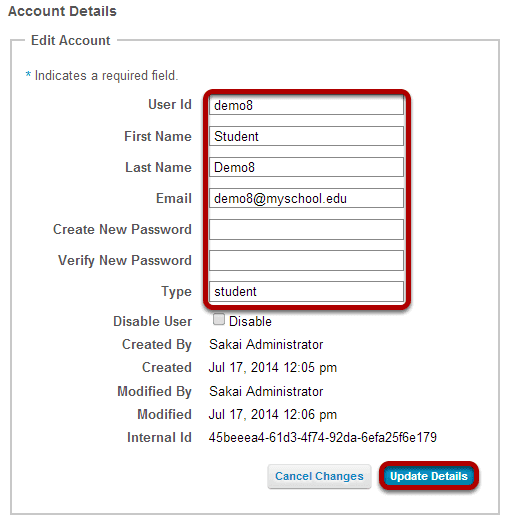 Account Details
Edit Account
* Indicates a required field.
User Id demo8
First Name Student
Last Name Demo8
Email demo8@myschool.edu
Create New Password
Verify New Password
Type student
Disable User Disable
Created By Sakai Administrator
Created Jul 17, 2014 12:05 pm
Modified By Sakai Administrator
Modified Jul 17, 2014 12:06 pm
Internal Id 45beeea4-61d3-4f74-92da-6efa25f6e179
Cancel Changes Update Details